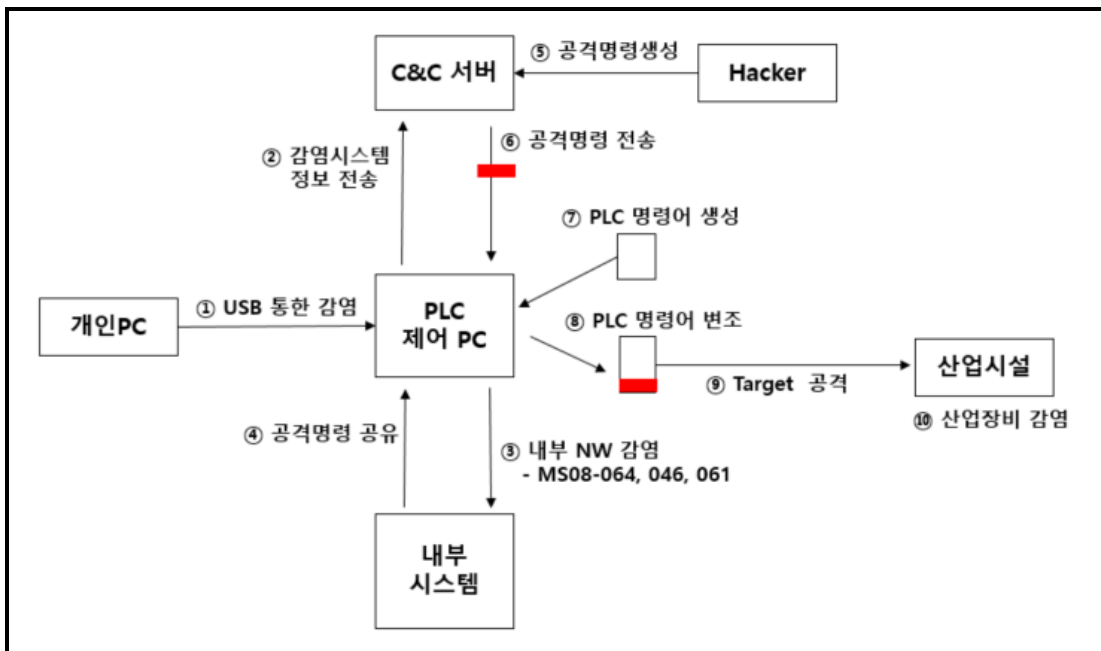 ⑤ 공격명령생성
C&C 서버
Hacker
⑥ 공격명령 전송
② 감염시스템
정보 전송
⑦ PLC 명령어 생성
① USB 통한 감염
개인PC
PLC
제어 PC
⑧ PLC 명령어 변조
산업시설
⑨ Target 공격
⑩ 산업장비 감염
④ 공격명령 공유
③ 내부 NW 감염
- MS08-064, 046, 061
내부
시스템